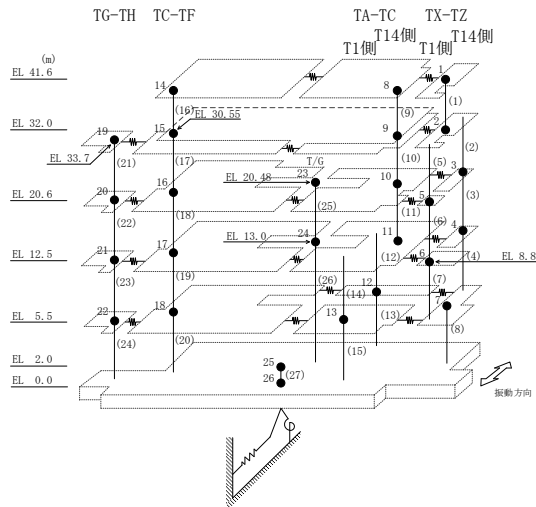 TG-TH TC-TF TA-TC TX-TZ
T1側 T14側 T1側 T14側
(m)
EL 41.6
14 8 1
(16) (9) (1)
EL 30.55
EL 32.0
19 15 9 2
EL 33.7
(21) (17) (10) (2)
T/G
EL 20.48 23
10 (5) 3
EL 20.6
20 16 5
(22) (18) (25) (11) (3)
EL 13.0 24
11 (6) 4
EL 12.5
21 17 (12) 6 (4) EL 8.8
(23) (19) (26) (14) 12 (7)
EL 5.5
22 18 13 (13) 7 (8)
(24) (20) (15)
EL 2.0
25
EL 0.0
26 (27)
振動方向